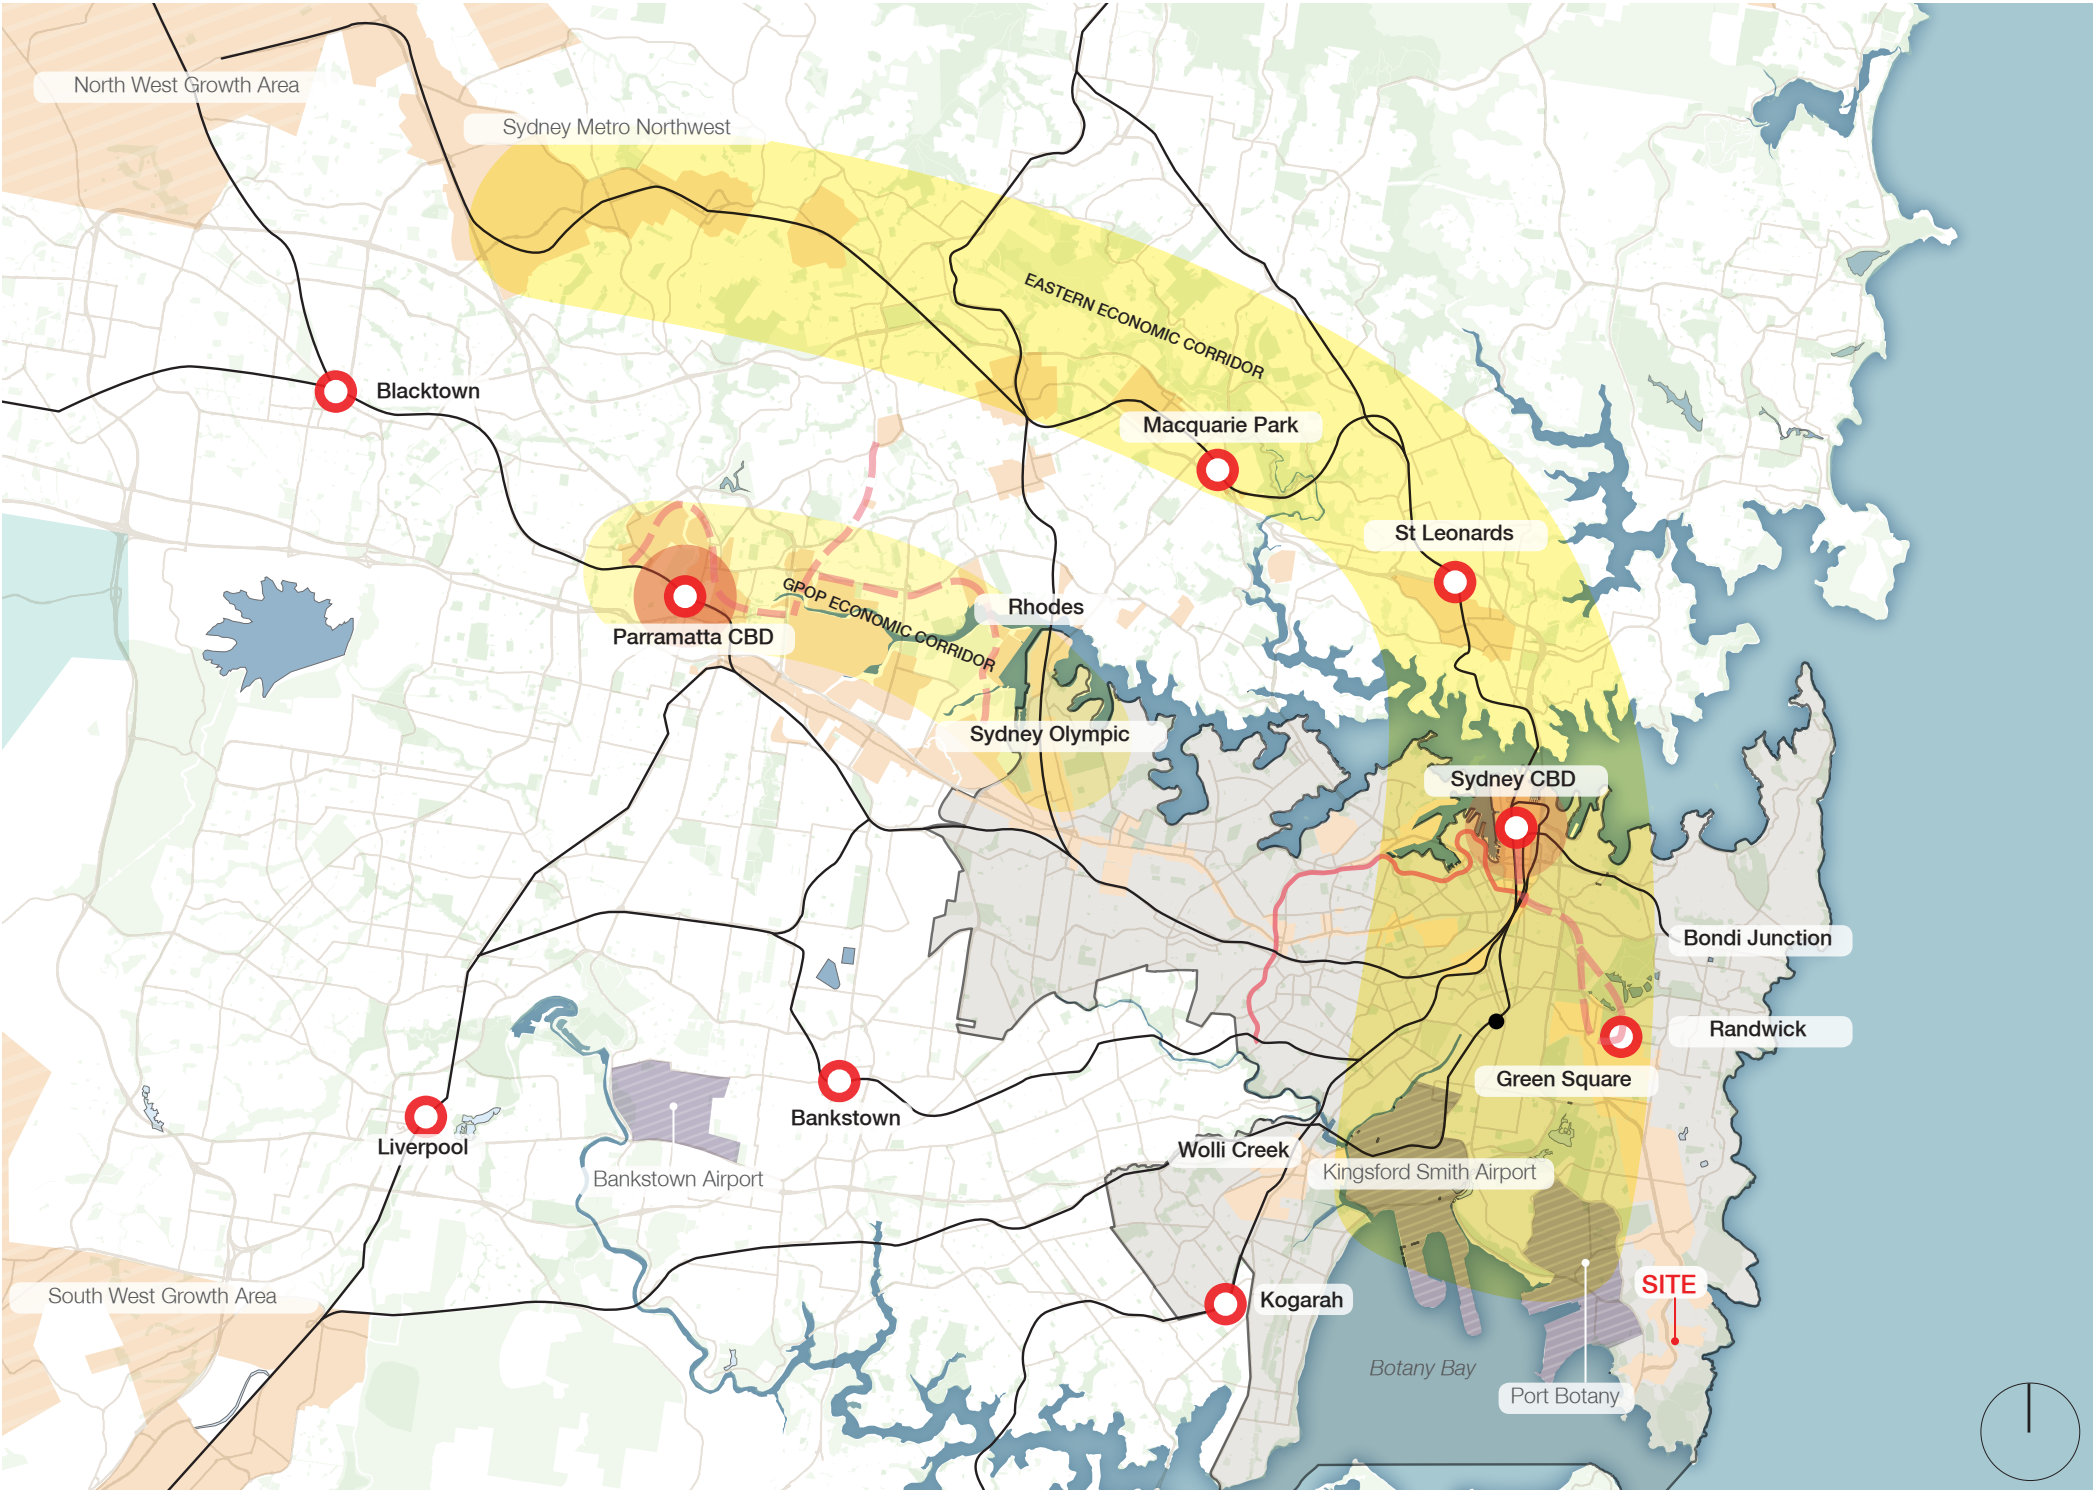 North West Growth Area
Sydney Metro Northwest
EASTERN ECONOMIC CORRIDOR
Blacktown
Macquarie Park
St Leonards
GPOP ECONOMIC CORRIDOR
Rhodes
Parramatta CBD
Sydney Olympic
Sydney CBD
Bondi Junction
Randwick
Green Square
Bankstown
Liverpool
Wolli Creek
Kingsford Smith Airport
Bankstown Airport
South West Growth Area
SITE
Kogarah
Botany Bay
Port Botany